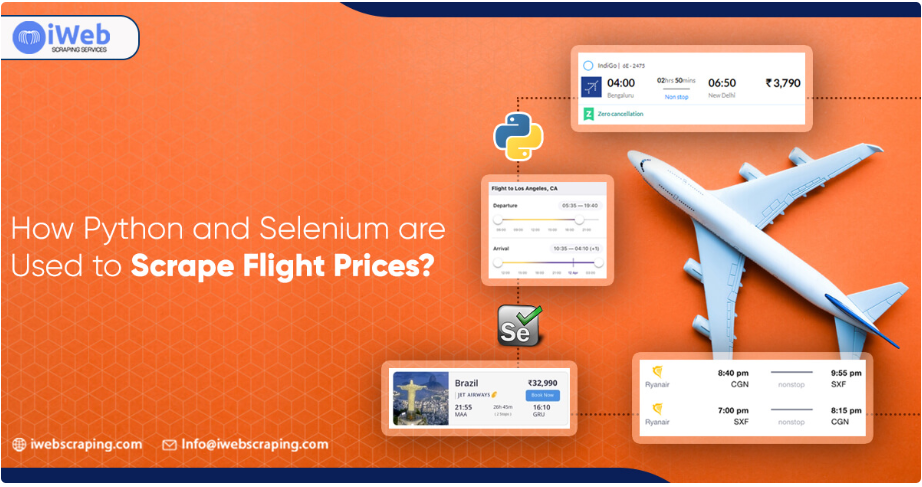 iWeb
SCRAPING SERVICES
IndiGo | 6E - 2475
04:00 02hrs 50mins 06:50 ₹ 3,790
Bengaluru Non stop New Delhi
Z Zero cancellation
Flight to Los Angeles, CA
Departure 05:35 — 19:40
Arrival 10:35 — 04:10 (+1)
How Python and Selenium are
Used to Scrape Flight Prices?
Se
Brazil ₹32,990
JET AIRWAYS Book Now
21:55 20h 45m 16:10
MAA GRU
8:40 pm 9:55 pm
Ryanair CGN nonstop SXF
7:00 pm 8:15 pm
Ryanair SXF nonstop CGN
iwebscraping.com Info@iwebscraping.com